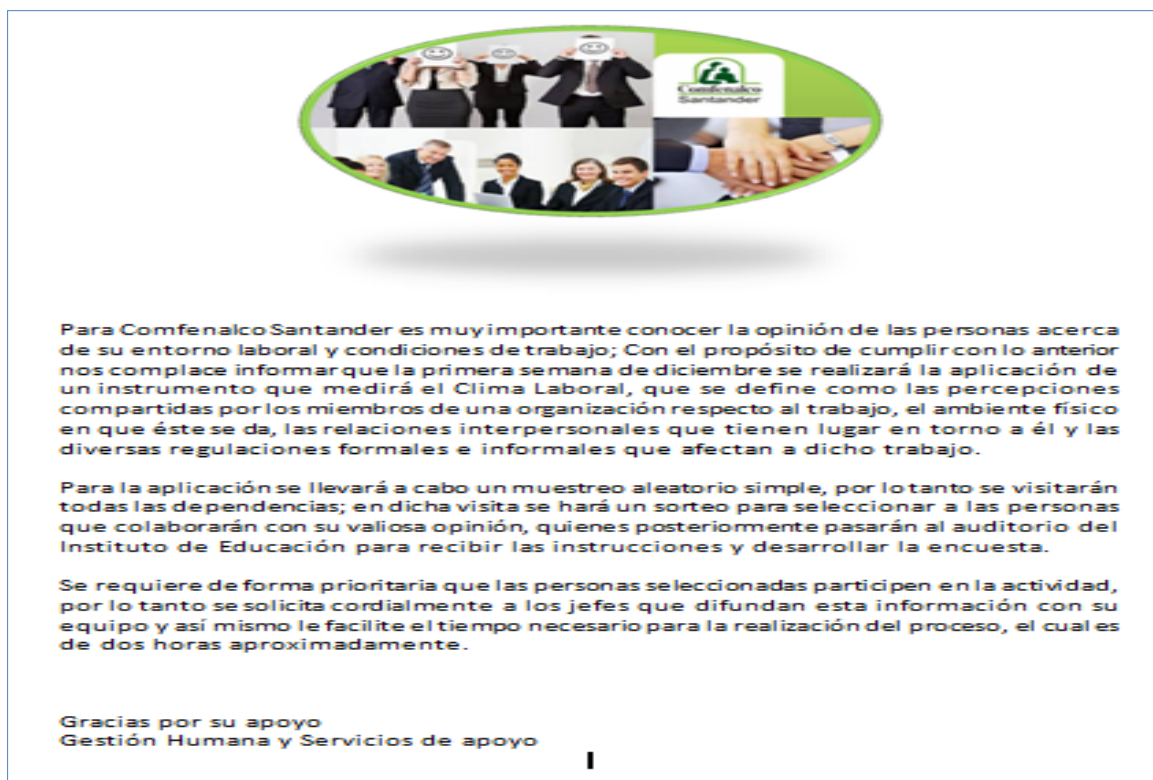 Comfenalco
Santander
Para Comfenalco Santander es muy importante conocer la opinión de las personas acerca
de su entorno laboral y condiciones de trabajo; Con el propósito de cumplir con lo anterior
nos complace informar que la primera semana de diciembre se realizará la aplicación de
un instrumento que medirá el Clima Laboral, que se define como las percepciones
compartidas por los miembros de una organización respecto al trabajo, el ambiente físico
en que éste se da, las relaciones interpersonales que tienen lugar en torno a él y las
diversas regulaciones formales e informales que afectan a dicho trabajo.
Para la aplicación se llevará a cabo un muestreo aleatorio simple, por lo tanto se visitarán
todas las dependencias; en dicha visita se hará un sorteo para seleccionar a las personas
que colaborarán con su valiosa opinión, quienes posteriormente pasarán al auditorio del
Instituto de Educación para recibir las instrucciones y desarrollar la encuesta.
Se requiere de forma prioritaria que las personas seleccionadas participen en la actividad,
por lo tanto se solicita cordialmente a los jefes que difundan esta información con su
equipo y así mismo le facilite el tiempo necesario para la realización del proceso, el cual es
de dos horas aproximadamente.
Gracias por su apoyo
Gestión Humana y Servicios de apoyo